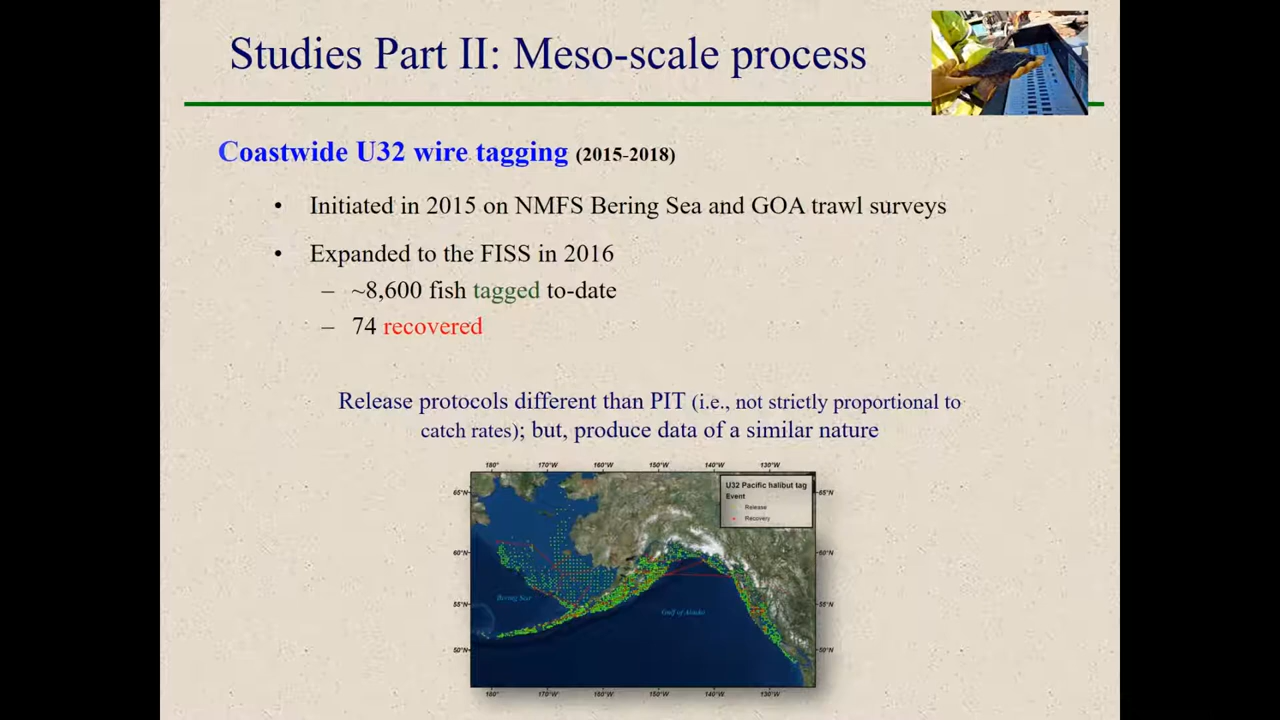 Studies Part II: Meso-scale process
Coastwide U32 wire tagging (2015-2018)
• Initiated in 2015 on NMFS Bering Sea and GOA trawl surveys
• Expanded to the FISS in 2016
– ~8,600 fish tagged to-date
– 74 recovered
Release protocols different than PIT (i.e., not strictly proportional to
catch rates); but, produce data of a similar nature
180° 170°W 160°W 150°W 140°W 130°W
U32 Pacific halibut tag
65°N 65°N
Event
Release
Recovery
60°N 60°N
Bering Sea
55°N 55°N
Gulf of Alaska
50°N 50°N
180° 170°W 160°W 150°W 140°W 130°W